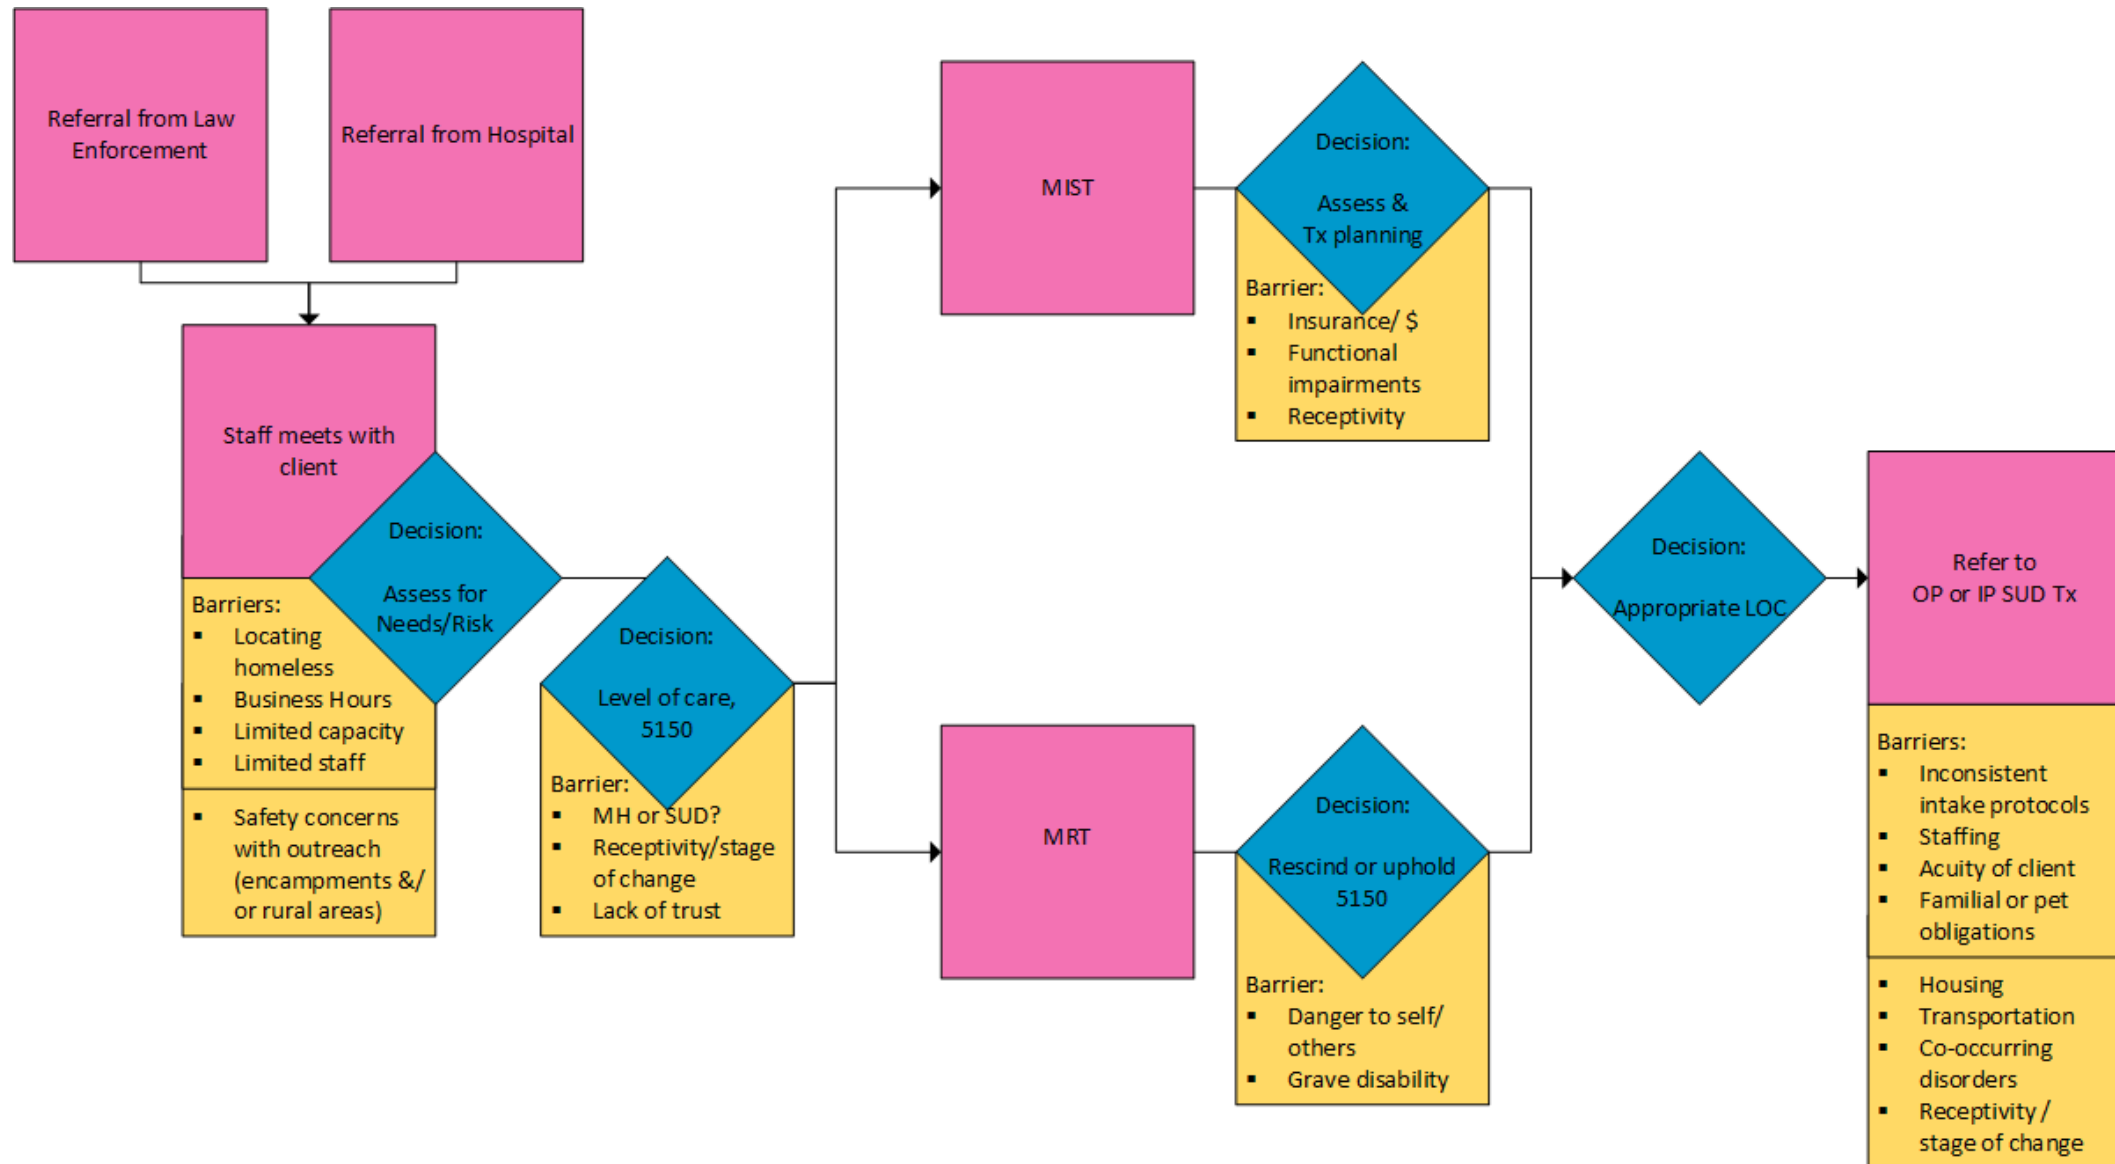 Referral from Law
Enforcement
Referral from Hospital
Staff meets with
client
Decision:
Assess for
Needs/Risk
Barriers:
▪ Locating
homeless
▪ Business Hours
▪ Limited capacity
▪ Limited staff
▪ Safety concerns
with outreach
(encampments &/
or rural areas)
Decision:
Level of care,
5150
Barrier:
▪ MH or SUD?
▪ Receptivity/stage
of change
▪ Lack of trust
MIST
Decision:
Assess &
Tx planning
Barrier:
▪ Insurance/ $
▪ Functional
impairments
▪ Receptivity
MRT
Decision:
Rescind or uphold
5150
Barrier:
▪ Danger to self/
others
▪ Grave disability
Decision:
Appropriate LOC
Refer to
OP or IP SUD Tx
Barriers:
▪ Inconsistent
intake protocols
▪ Staffing
▪ Acuity of client
▪ Familial or pet
obligations
▪ Housing
▪ Transportation
▪ Co-occurring
disorders
▪ Receptivity /
stage of change